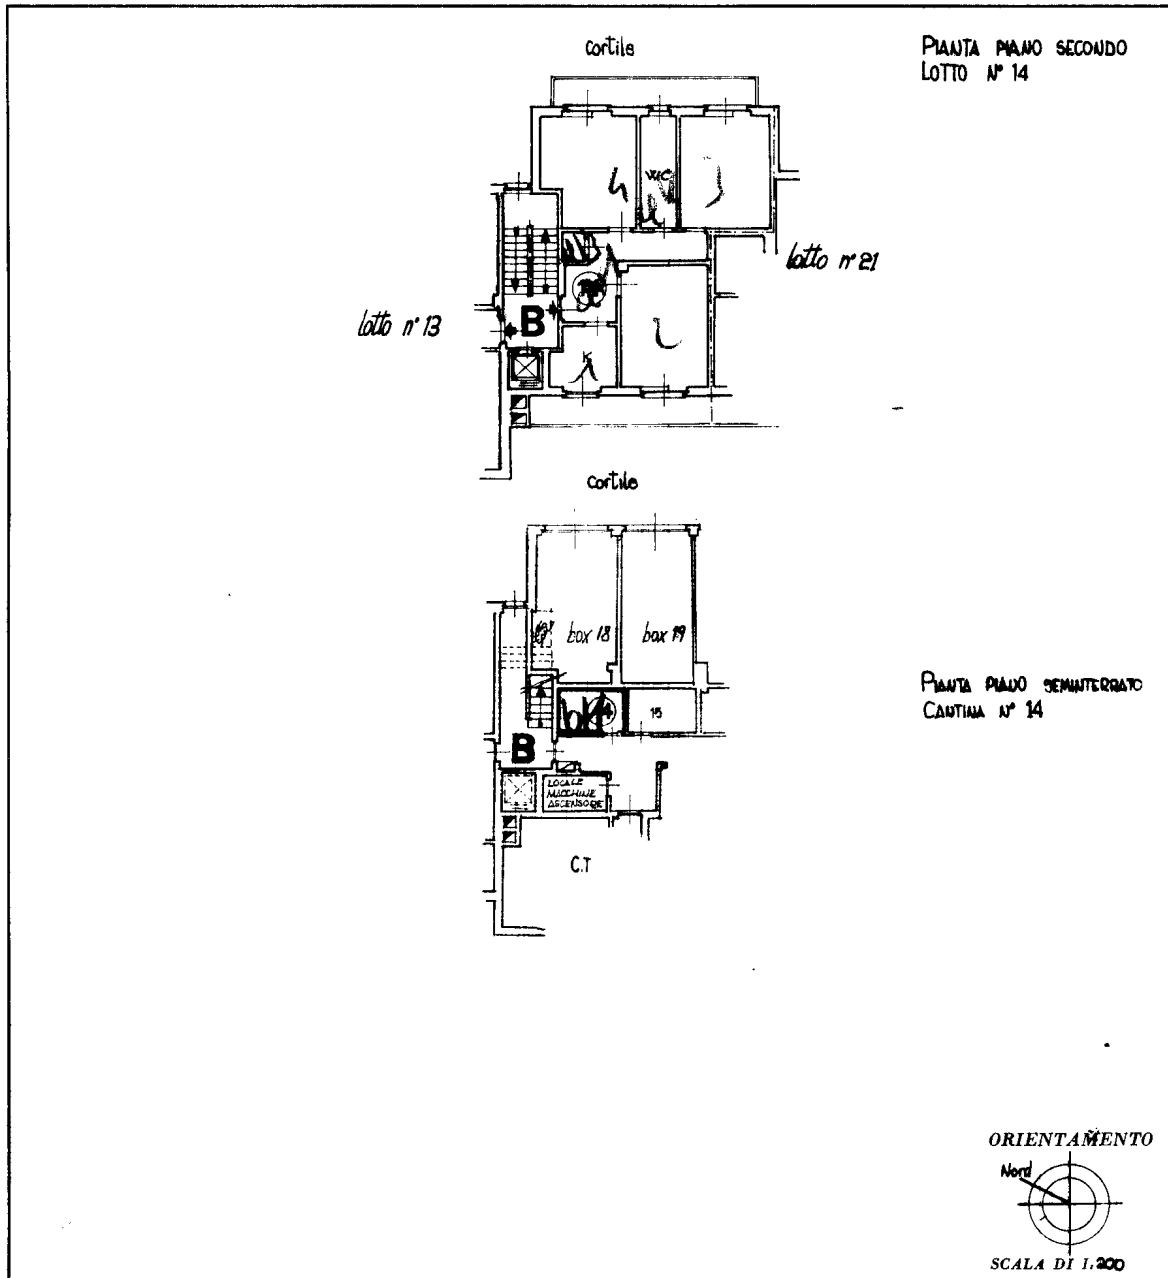 cortile
PIANTA PIANO SECONDO
LOTTO N° 14
WC
lotto n° 21
lotto n° 13
B
K
cortile
box 18
box 19
PIANTA PIANO SEMINTERRATO
CANTINA N° 14
15
B
LOCALE
MACCHINE
ASCENSORE
C.T
ORIENTAMENTO
Nord
SCALA DI 1:200